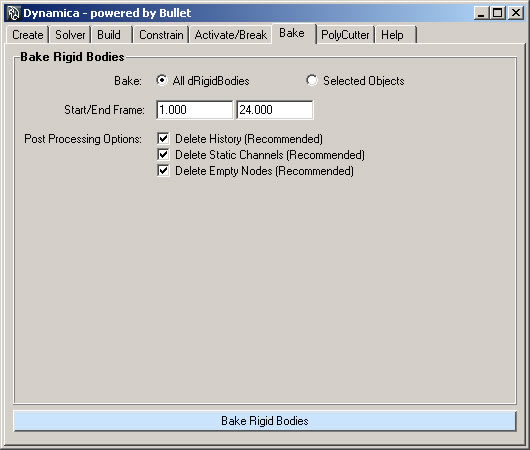 Dynamica - powered by Bullet
Create Solver Build Constrain Activate/Break Bake PolyCutter Help
Bake Rigid Bodies
Bake: All dRigidBodies Selected Objects
Start/End Frame: 1.000 24.000
Post Processing Options: Delete History (Recommended)
Delete Static Channels (Recommended)
Delete Empty Nodes (Recommended)
Bake Rigid Bodies